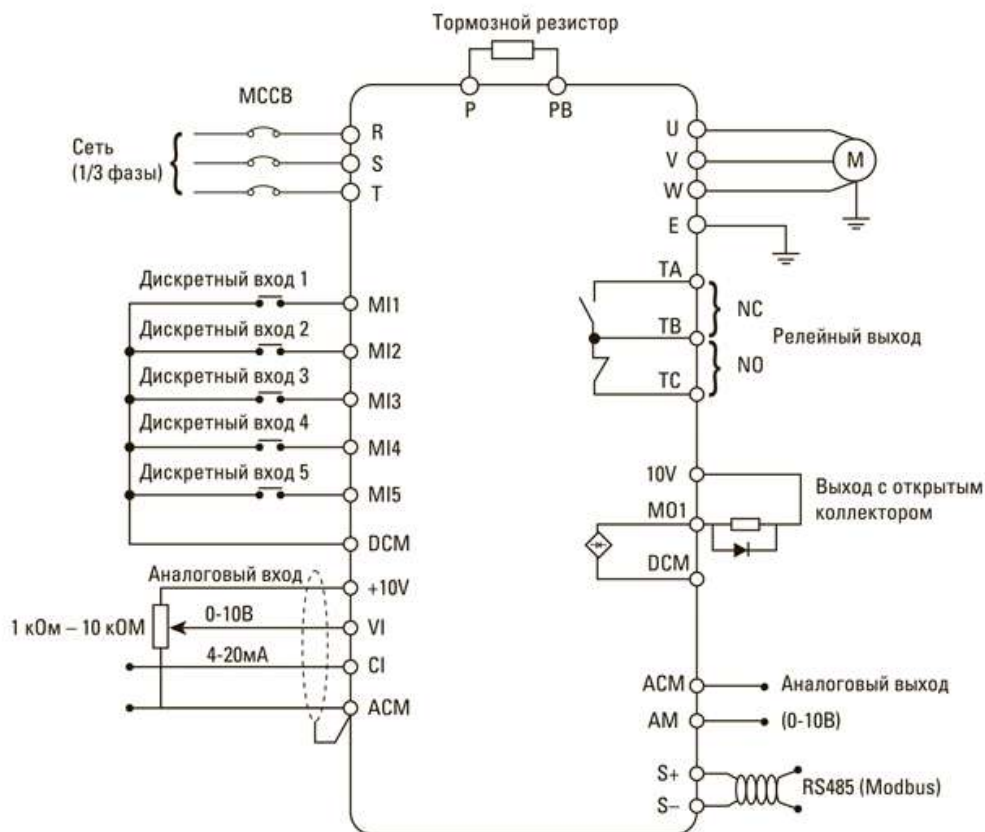 Тормозной резистор
P
PB
MCCB
Сеть
(1/3 фазы)
R
S
T
U
V
W
M
E
Дискретный вход 1
MI1
Дискретный вход 2
MI2
Дискретный вход 3
MI3
Дискретный вход 4
MI4
Дискретный вход 5
MI5
DCM
TA
NC
TB
Релейный выход
NO
TC
10V
Выход с открытым
коллектором
MO1
DCM
Аналоговый вход
+10V
1 кОм – 10 кОМ
0-10В
VI
4-20мА
CI
ACM
ACM
Аналоговый выход
AM
(0-10В)
S+
RS485 (Modbus)
S–